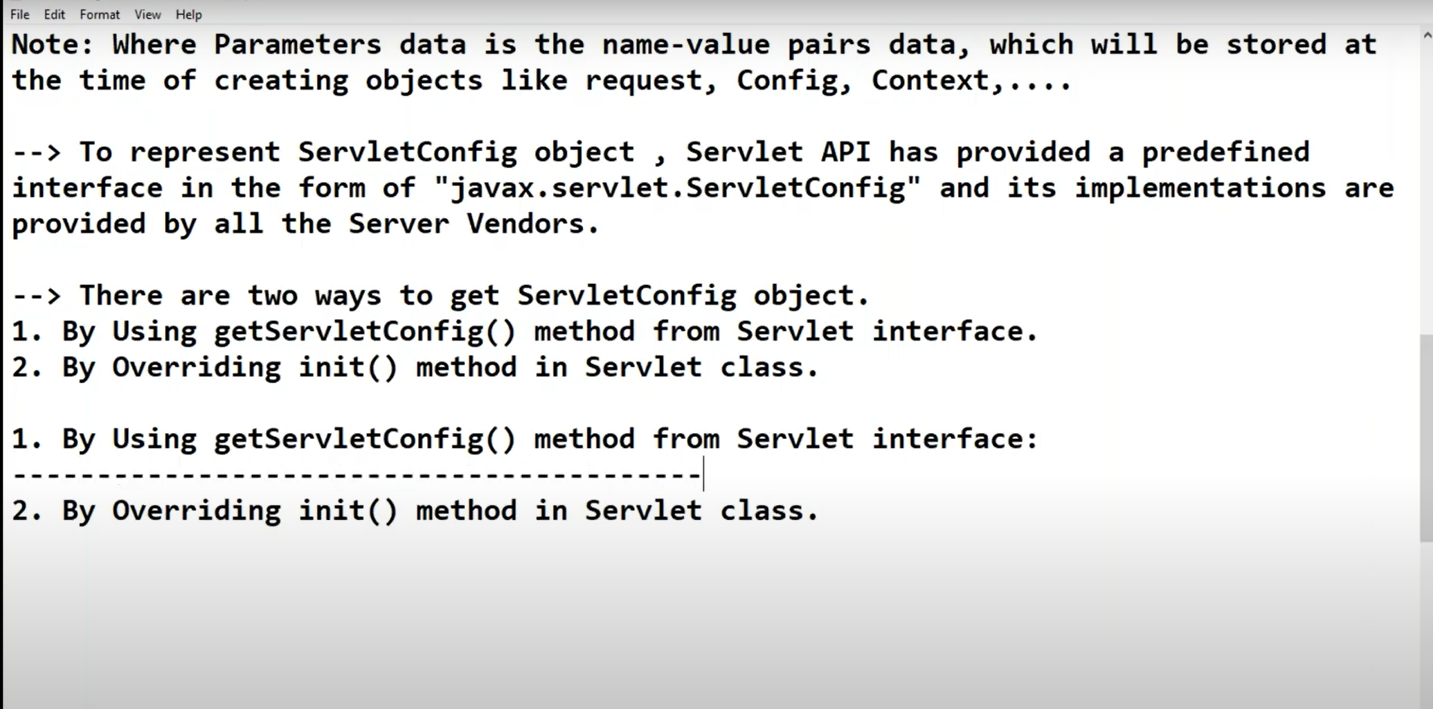 File Edit Format View Help
Note: Where Parameters data is the name-value pairs data, which will be stored at
the time of creating objects like request, Config, Context,....
--> To represent ServletConfig object , Servlet API has provided a predefined
interface in the form of "javax.servlet.ServletConfig" and its implementations are
provided by all the Server Vendors.
--> There are two ways to get ServletConfig object.
1. By Using getServletConfig() method from Servlet interface.
2. By Overriding init() method in Servlet class.
1. By Using getServletConfig() method from Servlet interface:
-----------------------------------------
2. By Overriding init() method in Servlet class.